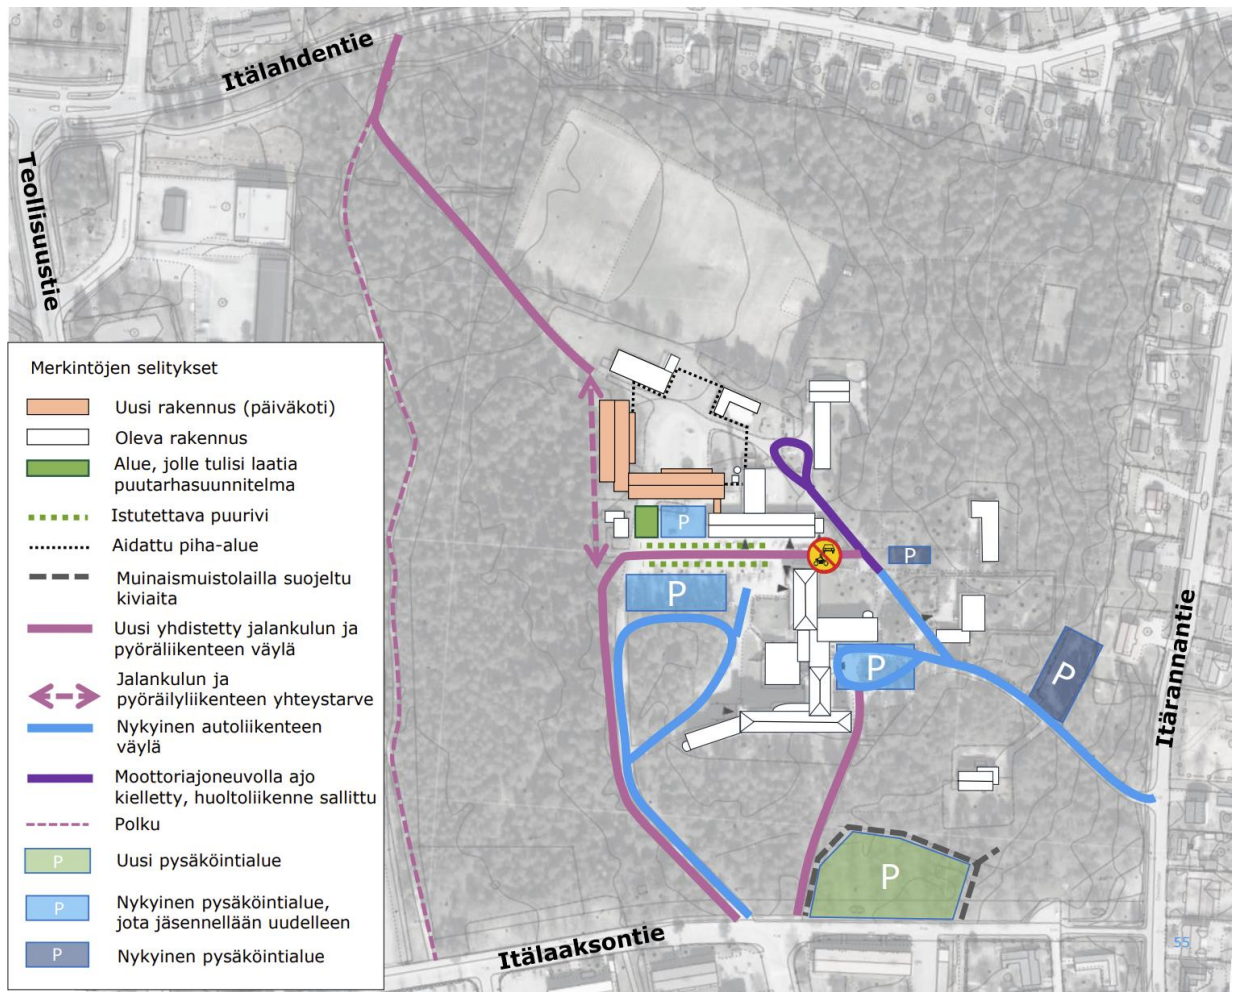 Itälahdentie
Teollisuustie
Merkintöjen selitykset
Uusi rakennus (päiväkoti)
Oleva rakennus
Alue, jolle tulisi laatia
puutarhasuunnitelma
Istutettava puurivi
Aidattu piha-alue
Muinaismuistolailla suojeltu
kiviaita
Uusi yhdistetty jalankulun ja
pyöräliikenteen väylä
Jalankulun ja
pyöräilyliikenteen yhteystarve
Nykyinen autoliikenteen
väylä
Moottoriajoneuvolla ajo
kielletty, huoltoliikenne sallittu
Polku
P
Uusi pysäköintialue
P
Nykyinen pysäköintialue,
jota jäsennellään uudelleen
P
Nykyinen pysäköintialue
P
P
P
P
P
P
Itärannantie
Itälaaksontie
55